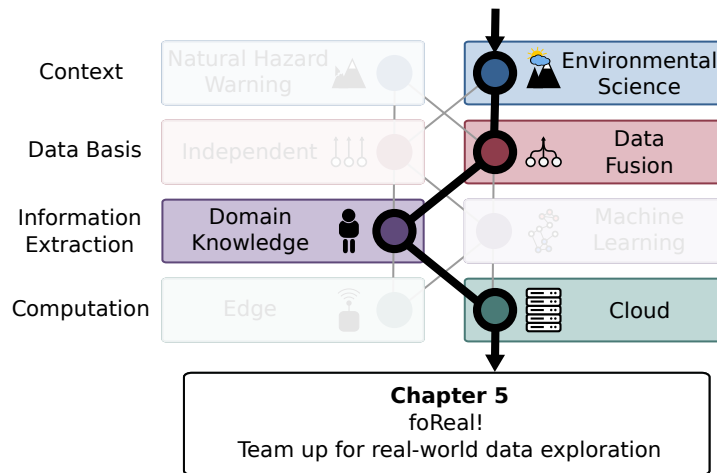 Context
Natural Hazard
Warning
Environmental
Science
Data Basis
Independent
Data
Fusion
Information
Extraction
Domain
Knowledge
Machine
Learning
Computation
Edge
Cloud
Chapter 5
foReal!
Team up for real-world data exploration